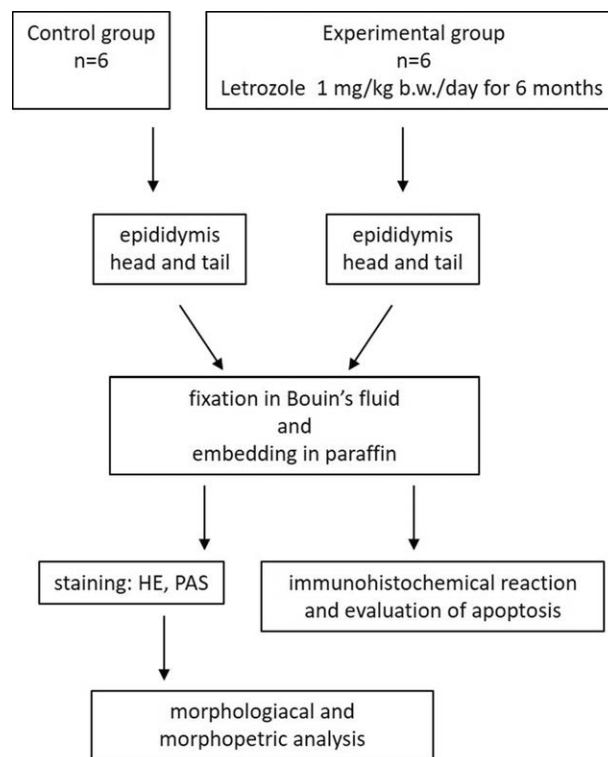 Control group
n=6
Experimental group
n=6
Letrozole 1 mg/kg b.w./day for 6 months
epididymis
head and tail
epididymis
head and tail
fixation in Bouin's fluid
and
embedding in paraffin
staining: HE, PAS
immunohistochemical reaction
and evaluation of apoptosis
morphologiacal and
morphopetric analysis